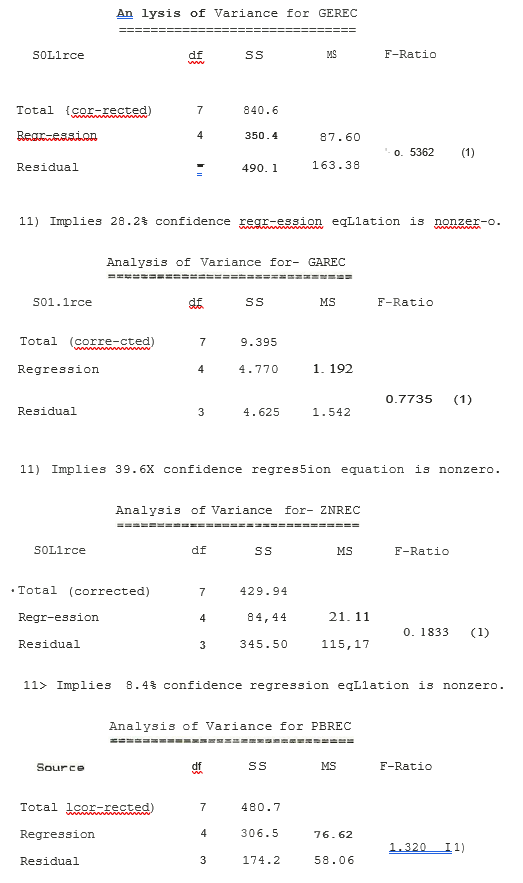 An lysis of Variance for GEREC
==============================
S0L1rce df SS MS F-Ratio
Total {cor-rected) 7 840.6
Regr-ession 4 350.4 87.60
o. 5362 (1)
Residual = 490. 1 163.38
11) Implies 28.2% confidence regr-ession eqL1ation is nonzer-o.
Analysis of Variance for- GAREC
===============================
S01.1rce df SS MS F-Ratio
Total (corre-cted) 7 9.395
Regression 4 4.770 1. 192
0.7735 (1)
Residual 3 4.625 1.542
11) Implies 39.6X confidence regres5ion equation is nonzero.
Analysis of Variance for- ZNREC
===============================
S0L1rce df SS MS F-Ratio
•Total (corrected) 7 429.94
Regr-ession 4 84,44 21. 11
0. 1833 (1)
Residual 3 345.50 115,17
11> Implies 8.4% confidence regression eqL1ation is nonzero.
Analysis of Variance for PBREC
===============================
Source df SS MS F-Ratio
Total lcor-rected) 7 480.7
Regression 4 306.5 76.62
1.320 I1)
Residual 3 174.2 58.06